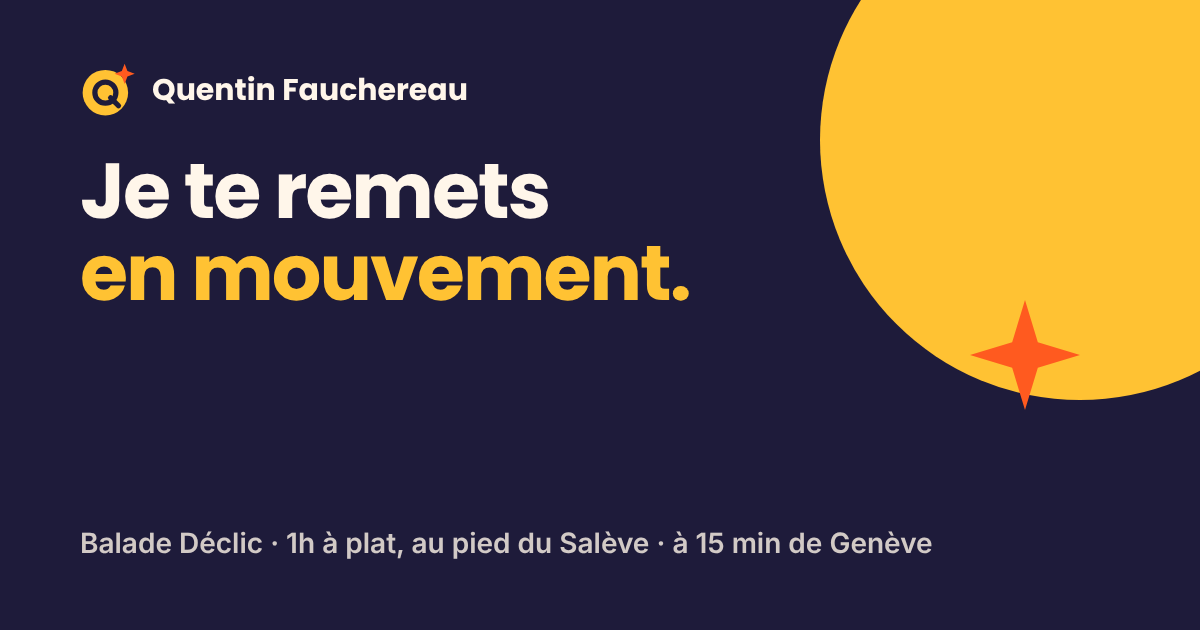 Quentin Fauchereau
Je te remets
en mouvement.
Balade Déclic · 1h à plat, au pied du Salève · à 15 min de Genève